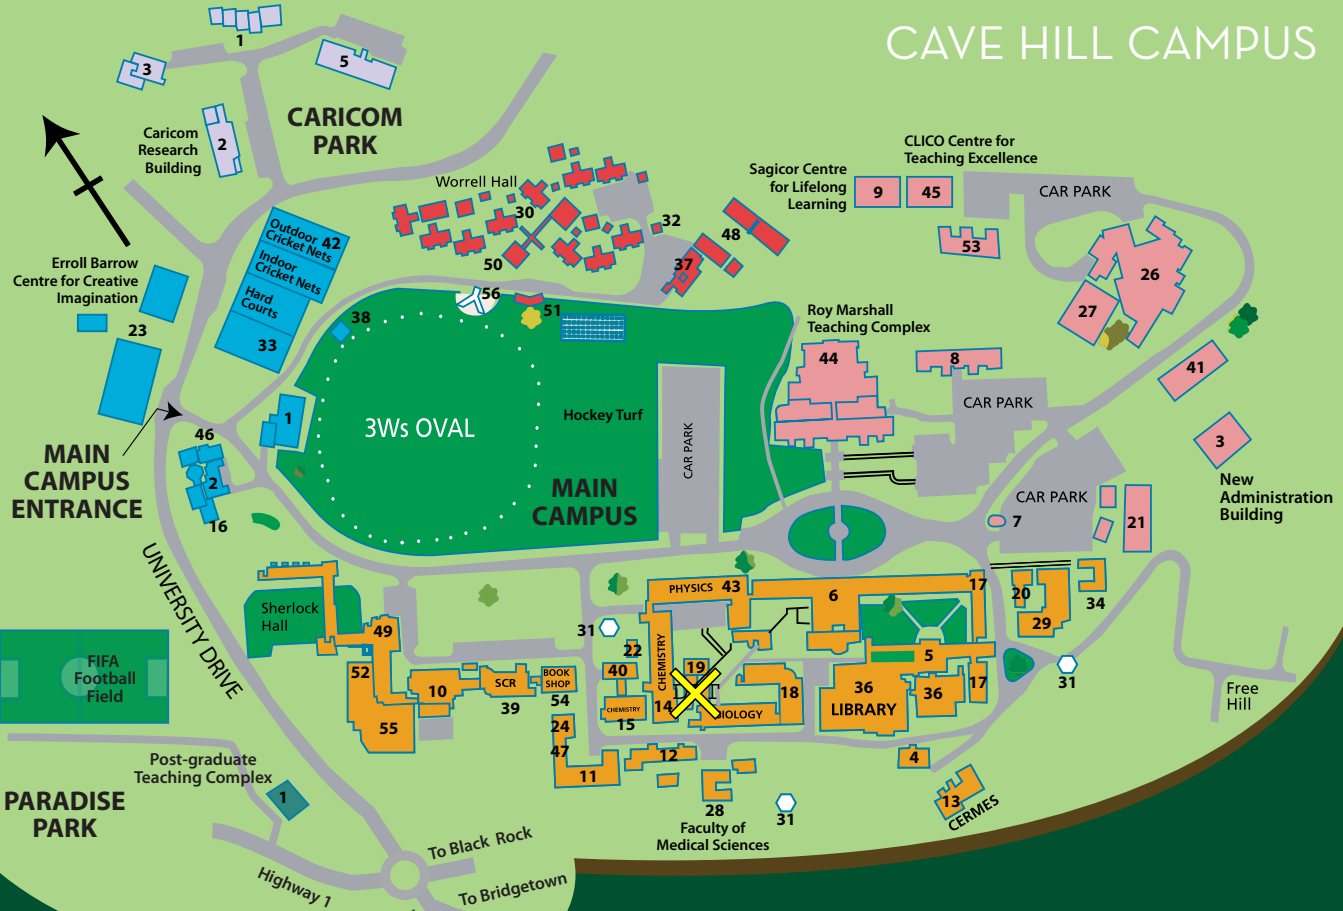 CAVE HILL CAMPUS
1
3
5
2
Caricom
Research
Building
CARICOM
PARK
Worrell Hall
30
32
50
48
37
56
51
CLICO Centre for
Teaching Excellence
Sagicor Centre
for Lifelong
Learning
9
45
53
CAR PARK
26
27
41
3
New
Administration
Building
Outdoor
Cricket Nets
42
Indoor
Cricket Nets
Hard
Courts
33
38
Erroll Barrow
Centre for Creative
Imagination
23
1
46
2
16
MAIN
CAMPUS
ENTRANCE
3Ws OVAL
Hockey Turf
CAR PARK
MAIN
CAMPUS
Roy Marshall
Teaching Complex
44
8
CAR PARK
CAR PARK
7
21
UNIVERSITY DRIVE
Sherlock
Hall
49
52
55
10
SCR
39
BOOK
SHOP
54
31
22
40
CHEMISTRY
15
PHYSICS
43
CHEMISTRY
14
19
BIOLOGY
18
6
17
5
17
36
LIBRARY
36
20
29
34
31
24
47
11
12
28
Faculty of
Medical Sciences
31
4
13
CERMES
Free
Hill
FIFA
Football
Field
Post-graduate
Teaching Complex
1
PARADISE
PARK
Highway 1
To Black Rock
To Bridgetown